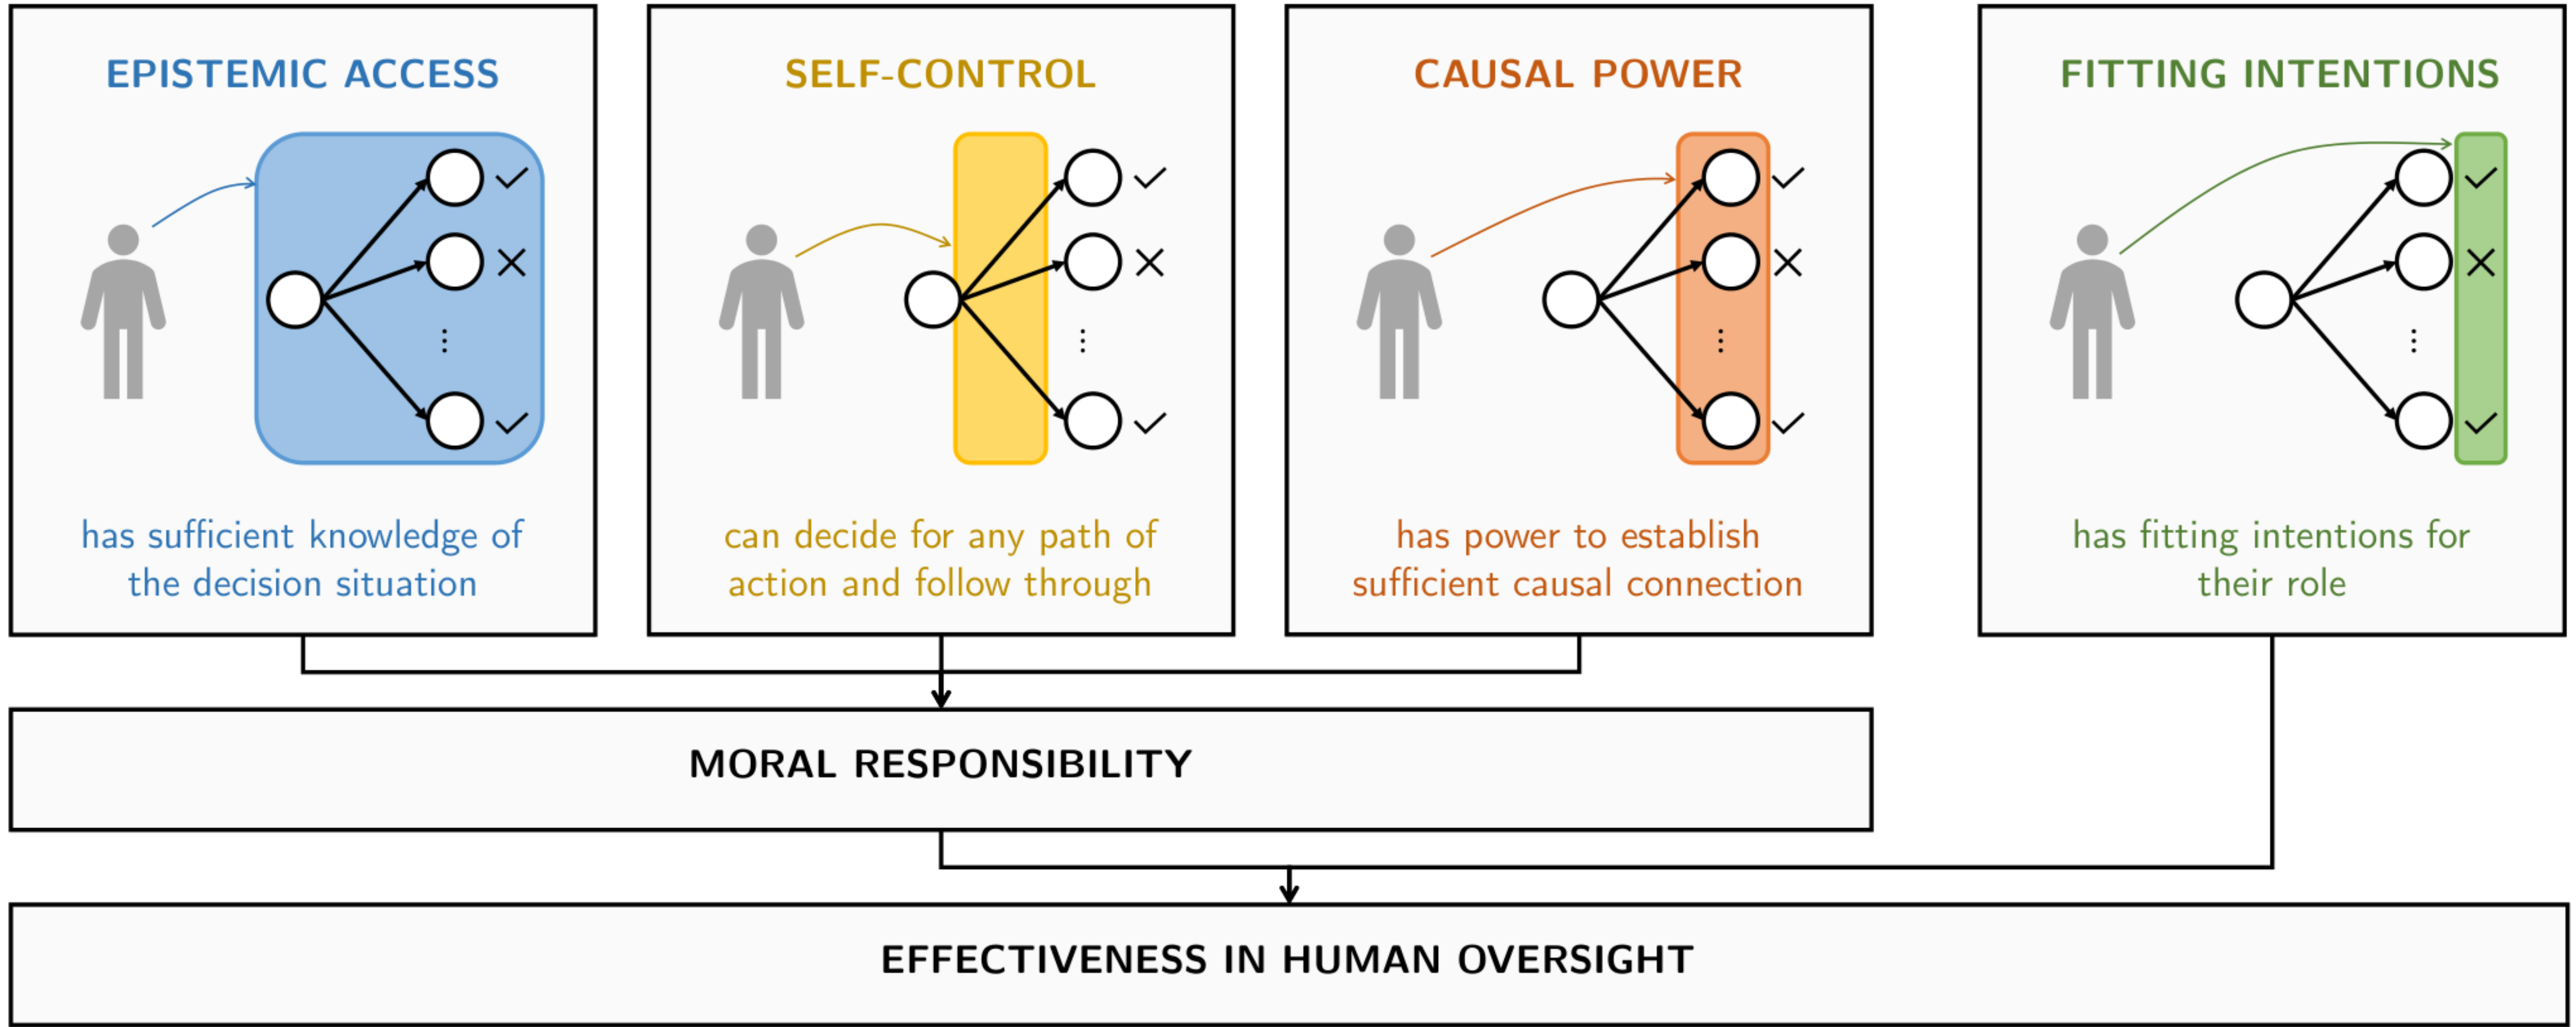 EPISTEMIC ACCESS
has sufficient knowledge of
the decision situation
SELF-CONTROL
can decide for any path of
action and follow through
CAUSAL POWER
has power to establish
sufficient causal connection
FITTING INTENTIONS
has fitting intentions for
their role
MORAL RESPONSIBILITY
EFFECTIVENESS IN HUMAN OVERSIGHT